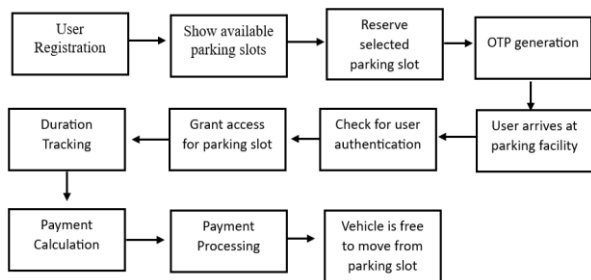 User
Registration
Show available
parking slots
Reserve
selected
parking slot
OTP generation
User arrives at
parking facility
Check for user
authentication
Grant access
for parking slot
Duration
Tracking
Payment
Calculation
Payment
Processing
Vehicle is free
to move from
parking slot